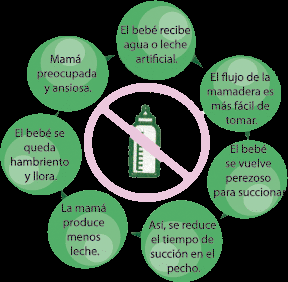 El bebé recibe
agua o leche
artificial.
El flujo de la
mamadera es
más fácil de
tomar.
El bebé
se vuelve
perezoso
para succionar
Así, se reduce
el tiempo de
succión en el
pecho.
La mamá
produce
menos
leche.
El bebé se
queda
hambriento
y llora.
Mamá
preocupada
y ansiosa.